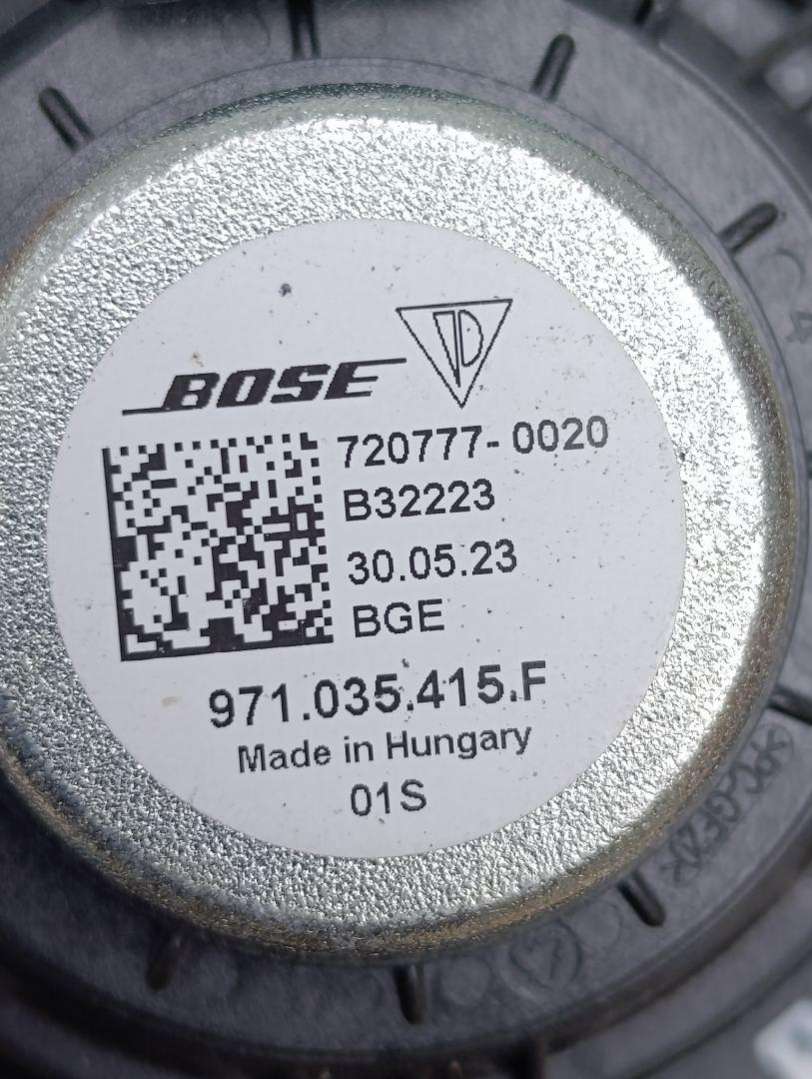 BOSE
720777-0020
B32223
30.05.23
BGE
971.035.415.F
Made in Hungary
01S